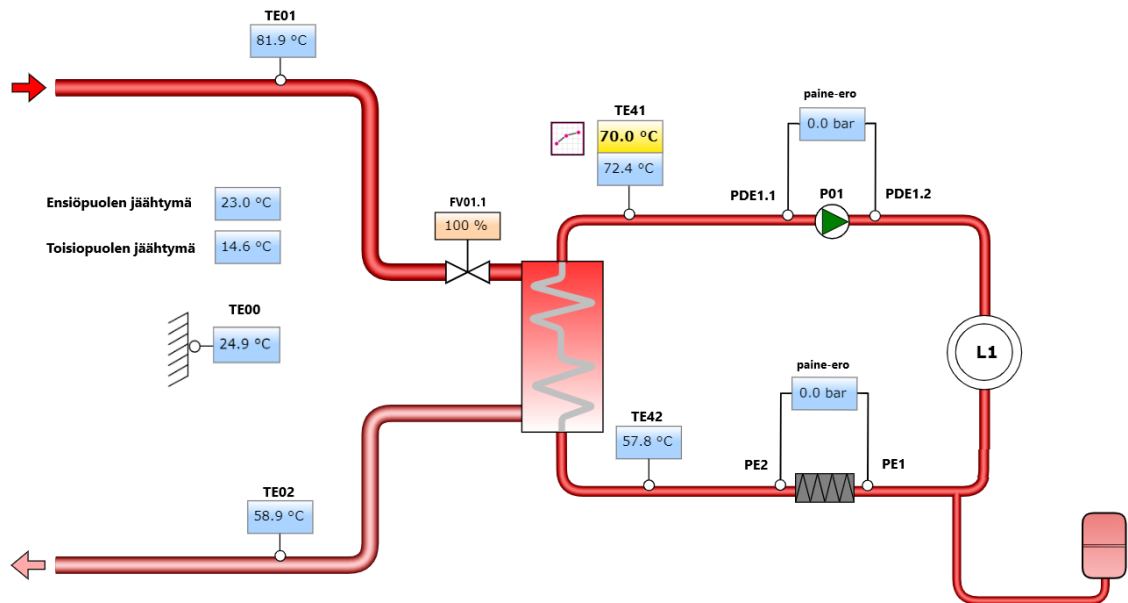 TE01
81.9 °C
paine-ero
0.0 bar
TE41
70.0 °C
72.4 °C
PDE1.1
P01
PDE1.2
Ensiöpuolen jäähtymä
23.0 °C
FV01.1
100 %
Toisiopuolen jäähtymä
14.6 °C
TE00
24.9 °C
L1
paine-ero
0.0 bar
TE42
57.8 °C
PE2
PE1
TE02
58.9 °C